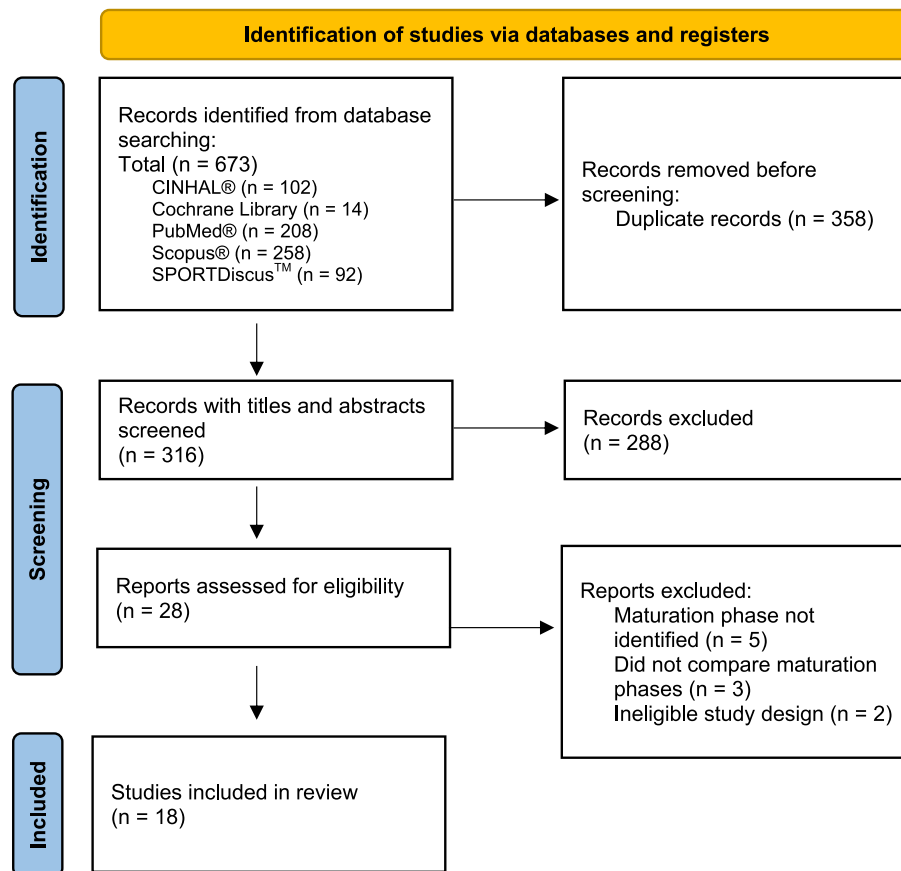 Identification of studies via databases and registers
Identification
Records identified from database
searching:
Total (n = 673)
CINHAL® (n = 102)
Cochrane Library (n = 14)
PubMed® (n = 208)
Scopus® (n = 258)
SPORTDiscus™ (n = 92)
Records removed before
screening:
Duplicate records (n = 358)
Screening
Records with titles and abstracts
screened
(n = 316)
Records excluded
(n = 288)
Reports assessed for eligibility
(n = 28)
Reports excluded:
Maturation phase not
identified (n = 5)
Did not compare maturation
phases (n = 3)
Ineligible study design (n = 2)
Included
Studies included in review
(n = 18)